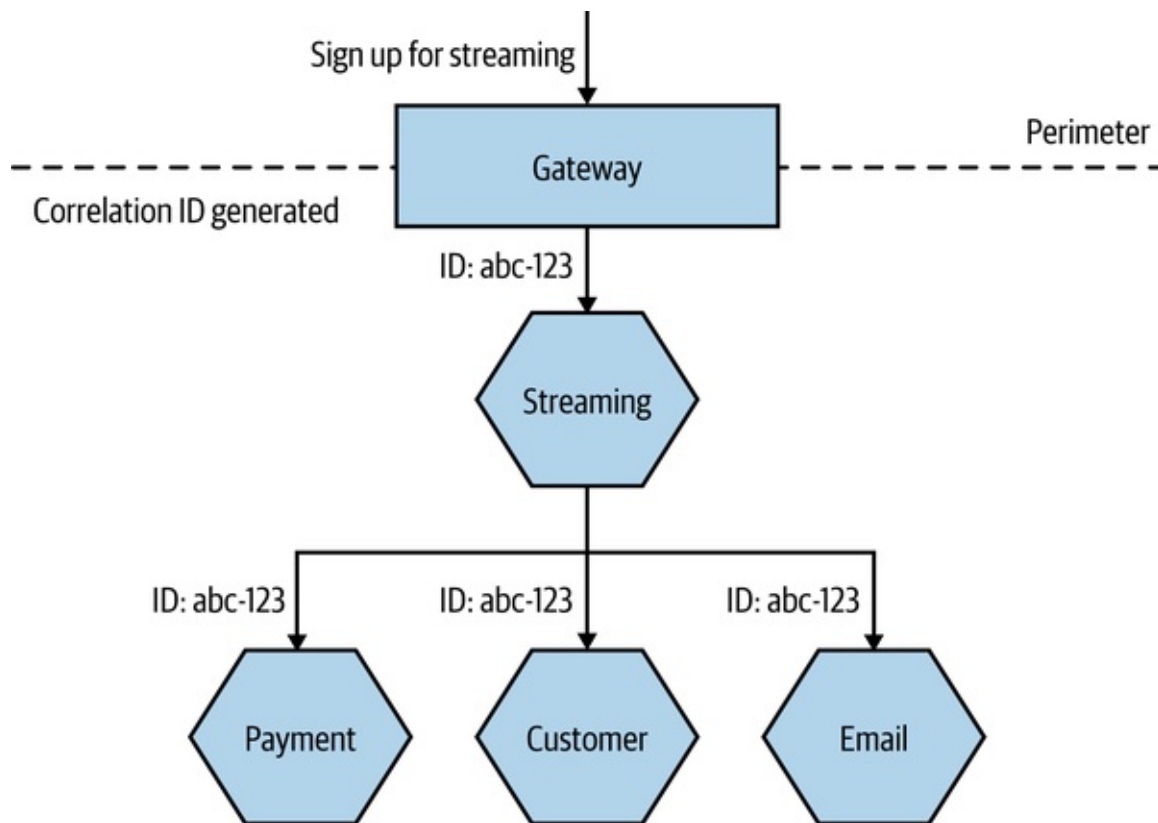 Sign up for streaming
Perimeter
Gateway
Correlation ID generated
ID: abc-123
Streaming
ID: abc-123
ID: abc-123
ID: abc-123
Payment
Customer
Email